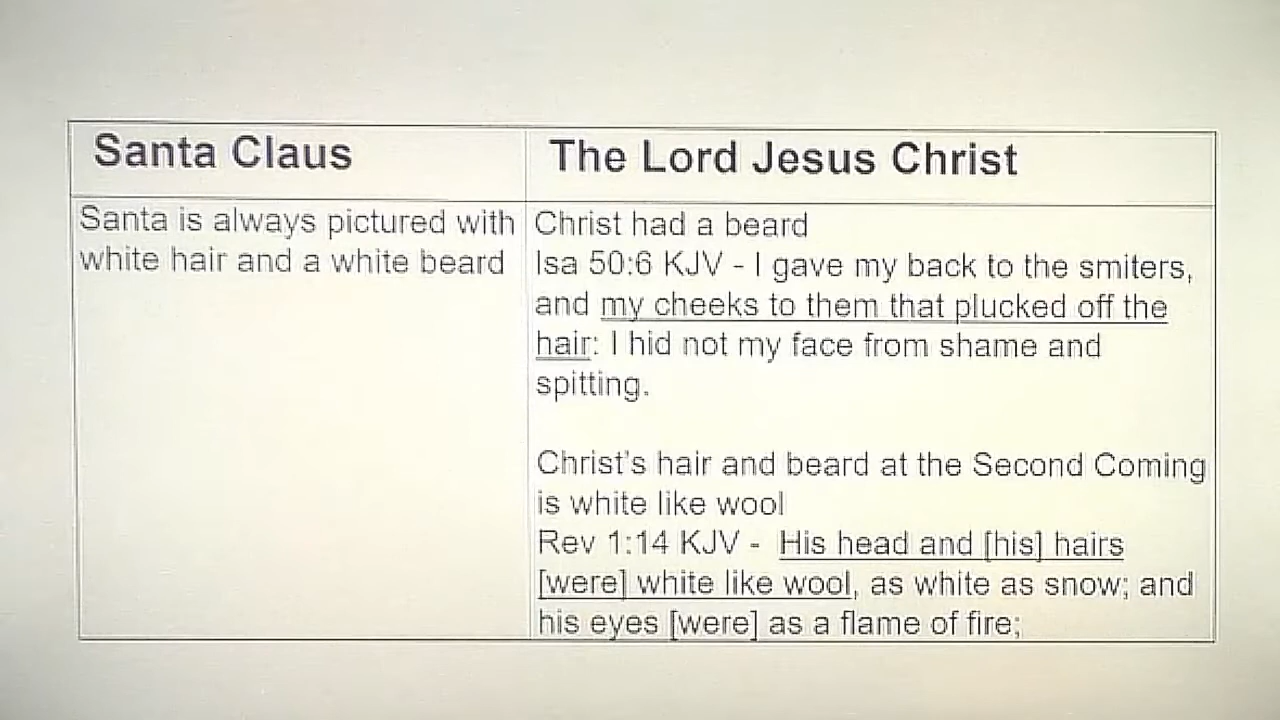 Santa Claus
The Lord Jesus Christ
Santa is always pictured with
white hair and a white beard
Christ had a beard
Isa 50:6 KJV - I gave my back to the smiters,
and my cheeks to them that plucked off the
hair: I hid not my face from shame and
spitting.
Christ's hair and beard at the Second Coming
is white like wool
Rev 1:14 KJV - His head and [his] hairs
[were] white like wool, as white as snow; and
his eyes [were] as a flame of fire;